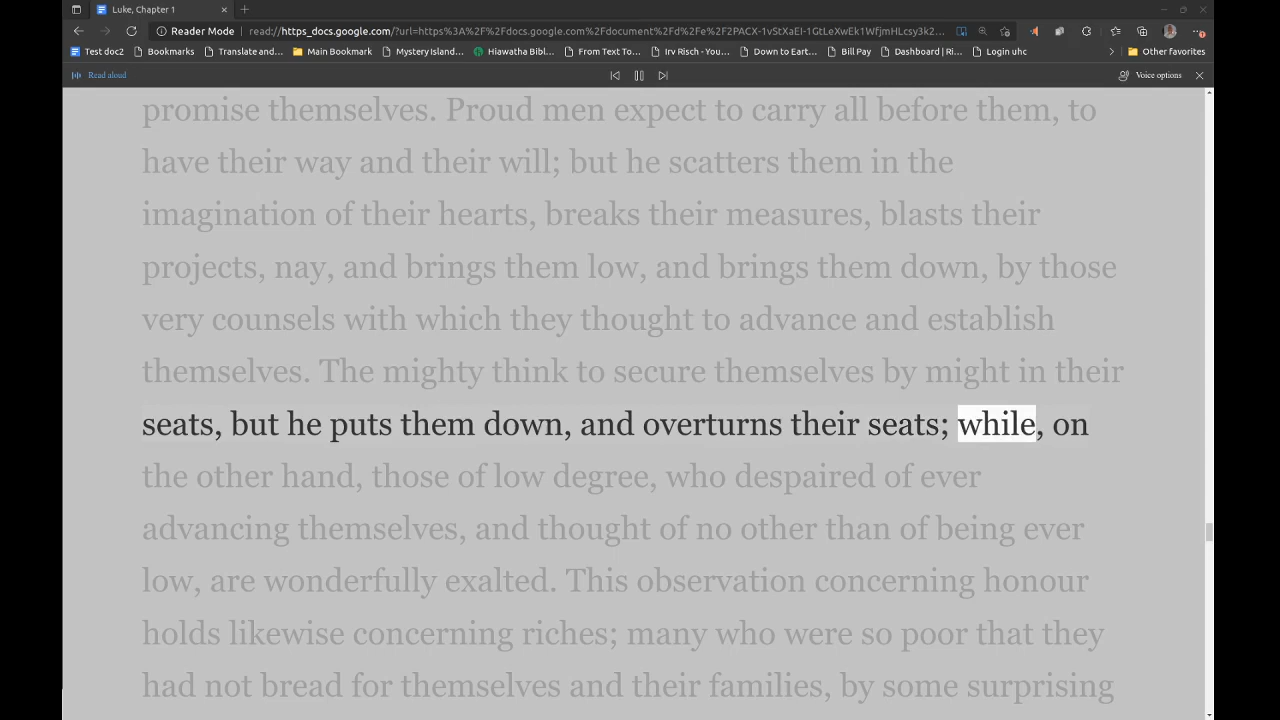 Luke, Chapter 1
Reader Mode
read://https_docs.google.com/?url=https%3A%2F%2Fdocs.google.com%2Fdocument%2Fd%2Fe%2F2PACX-1vStXaEI-1GtLeXwEk1WfjmHLcsy3k2...
Test doc2 Bookmarks Translate and... Main Bookmark Mystery Island... Hiawatha Bibl... From Text To... Irv Risch - You... Down to Eart... Bill Pay Dashboard | Ri... Login uhc Other favorites
Read aloud Voice options
promise themselves. Proud men expect to carry all before them, to
have their way and their will; but he scatters them in the
imagination of their hearts, breaks their measures, blasts their
projects, nay, and brings them low, and brings them down, by those
very counsels with which they thought to advance and establish
themselves. The mighty think to secure themselves by might in their
seats, but he puts them down, and overturns their seats; while, on
the other hand, those of low degree, who despaired of ever
advancing themselves, and thought of no other than of being ever
low, are wonderfully exalted. This observation concerning honour
holds likewise concerning riches; many who were so poor that they
had not bread for themselves and their families, by some surprising